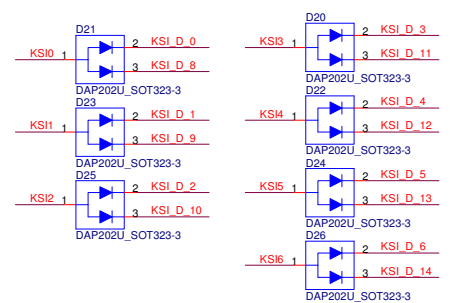 D21
KSI0 1 2 KSI_D_0
3 KSI_D_8
DAP202U_SOT323-3
D23
KSI1 1 2 KSI_D_1
3 KSI_D_9
DAP202U_SOT323-3
D25
KSI2 1 2 KSI_D_2
3 KSI_D_10
DAP202U_SOT323-3
D20
KSI3 1 2 KSI_D_3
3 KSI_D_11
DAP202U_SOT323-3
D22
KSI4 1 2 KSI_D_4
3 KSI_D_12
DAP202U_SOT323-3
D24
KSI5 1 2 KSI_D_5
3 KSI_D_13
DAP202U_SOT323-3
D26
KSI6 1 2 KSI_D_6
3 KSI_D_14
DAP202U_SOT323-3